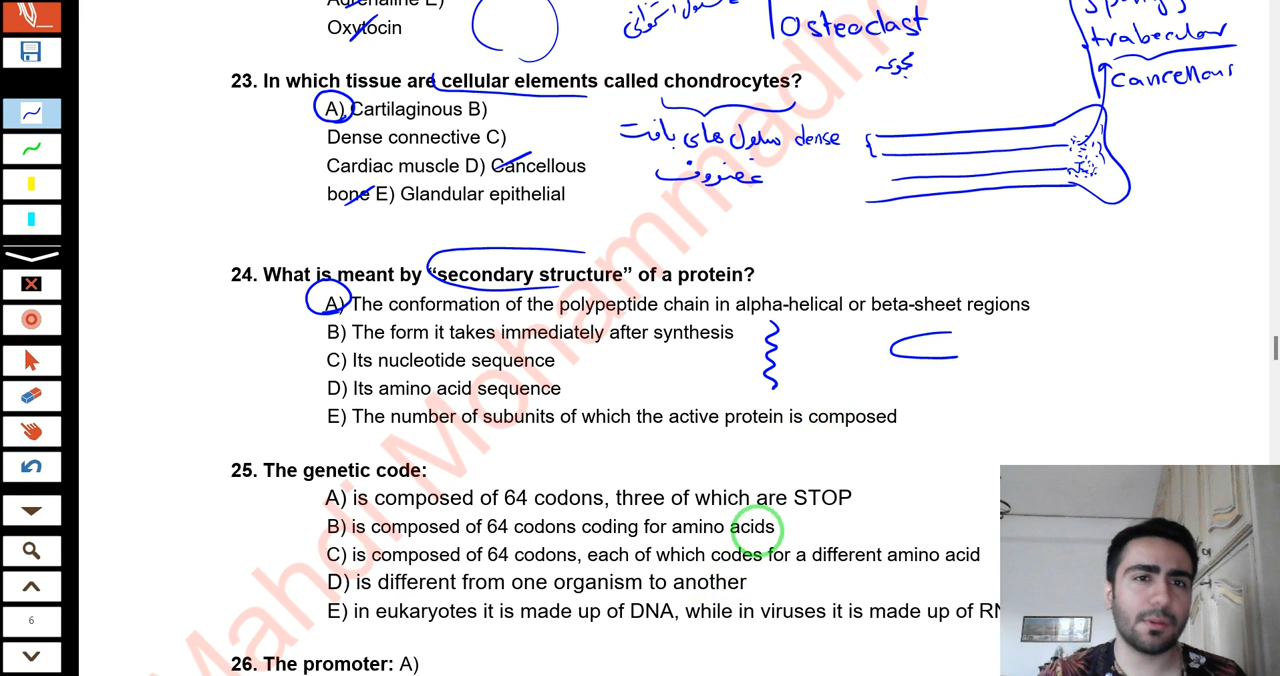 Adrenaline E)
Oxytocin
Osteoclast
trabecular
cancellous
23. In which tissue are cellular elements called chondrocytes?
A) Cartilaginous B)
Dense connective C)
Cardiac muscle D) Cancellous
bone E) Glandular epithelial
سلول های بافت
غضروف
dense
24. What is meant by “secondary structure” of a protein?
A) The conformation of the polypeptide chain in alpha-helical or beta-sheet regions
B) The form it takes immediately after synthesis
C) Its nucleotide sequence
D) Its amino acid sequence
E) The number of subunits of which the active protein is composed
25. The genetic code:
A) is composed of 64 codons, three of which are STOP
B) is composed of 64 codons coding for amino acids
C) is composed of 64 codons, each of which codes for a different amino acid
D) is different from one organism to another
E) in eukaryotes it is made up of DNA, while in viruses it is made up of
26. The promoter: A)
6
Mahdi Mohammadho